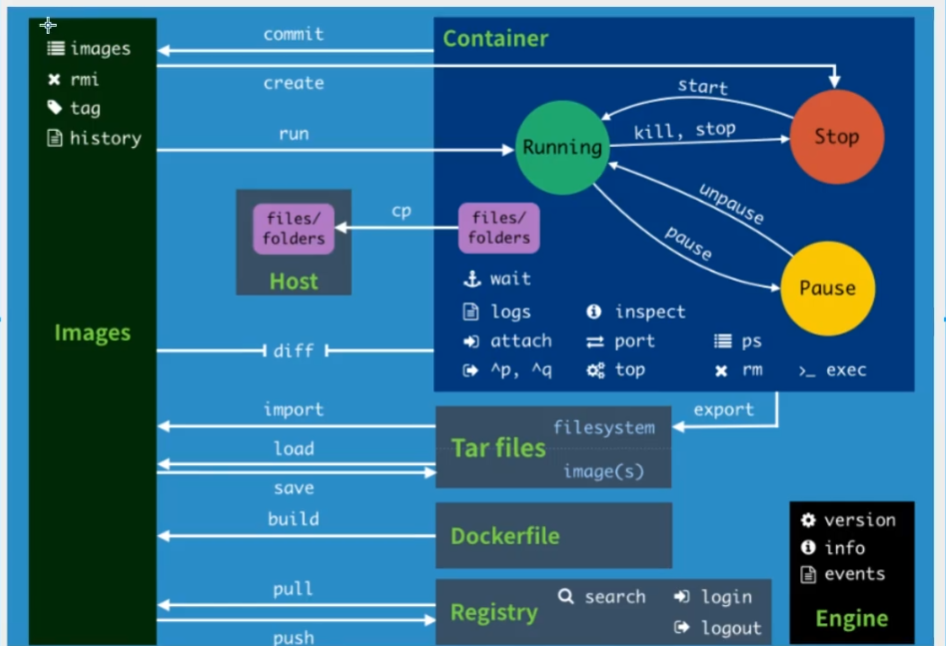 commit
Container
images
create
rmi
start
tag
run
kill, stop
Stop
history
Running
unpause
files/
folders
cp
files/
folders
pause
Host
wait
Pause
logs
inspect
Images
attach
port
ps
diff
^p, ^q
top
rm
>_ exec
import
export
filesystem
load
Tar files
image(s)
save
build
Dockerfile
version
info
events
Engine
pull
search
login
Registry
logout
push